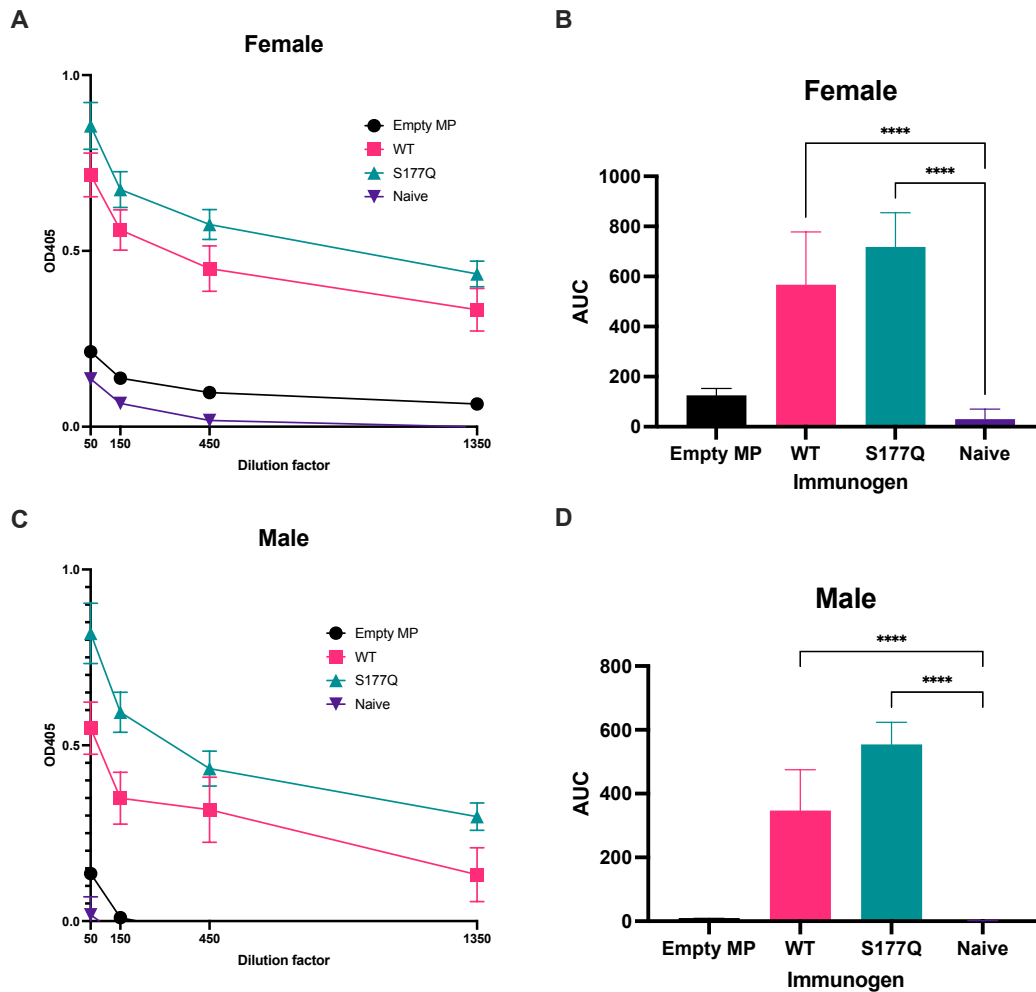 A
Female
1.0
0.5
0.0
OD405
Empty MP
WT
S177Q
Naive
50 150 450 1350
Dilution factor
B
Female
****
****
1000
800
600
400
200
0
AUC
Empty MP WT S177Q Naive
Immunogen
C
Male
1.0
0.5
0.0
OD405
Empty MP
WT
S177Q
Naive
50 150 450 1350
Dilution factor
D
Male
****
****
800
600
400
200
0
AUC
Empty MP WT S177Q Naive
Immunogen